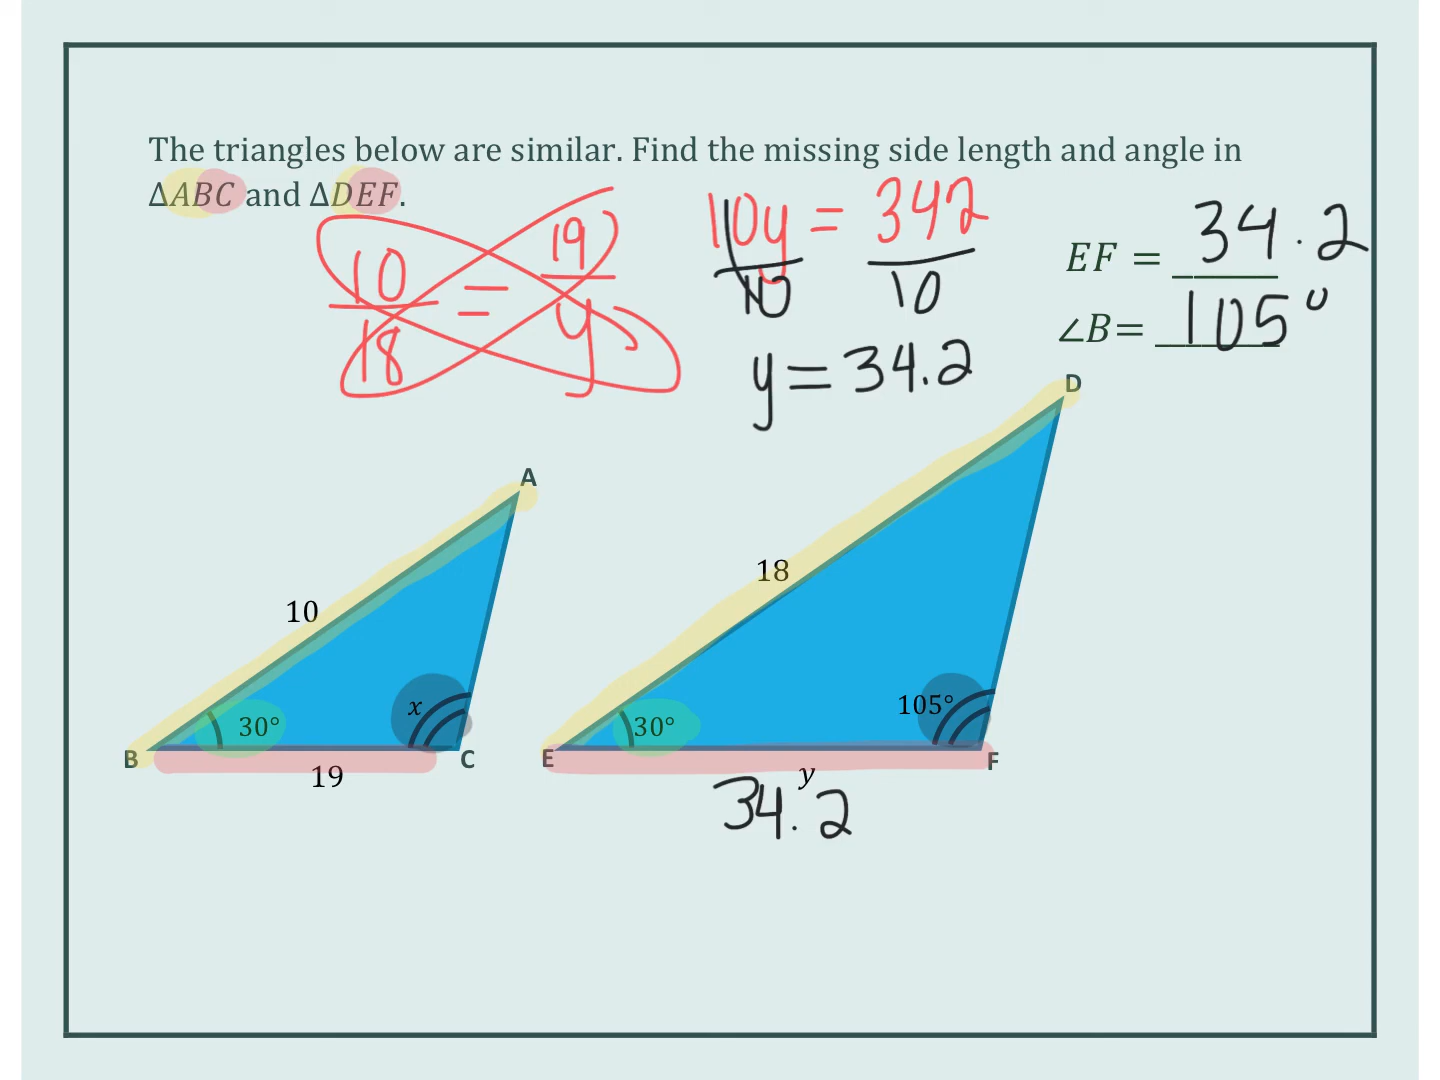 The triangles below are similar. Find the missing side length and angle in
ΔABC and ΔDEF.
10/18 = 19/y
10y = 342
10 10
y = 34.2
EF = 34.2
∠B= 105°
D
A
18
10
x
105°
30°
30°
B
C
E
F
19
y
34.2